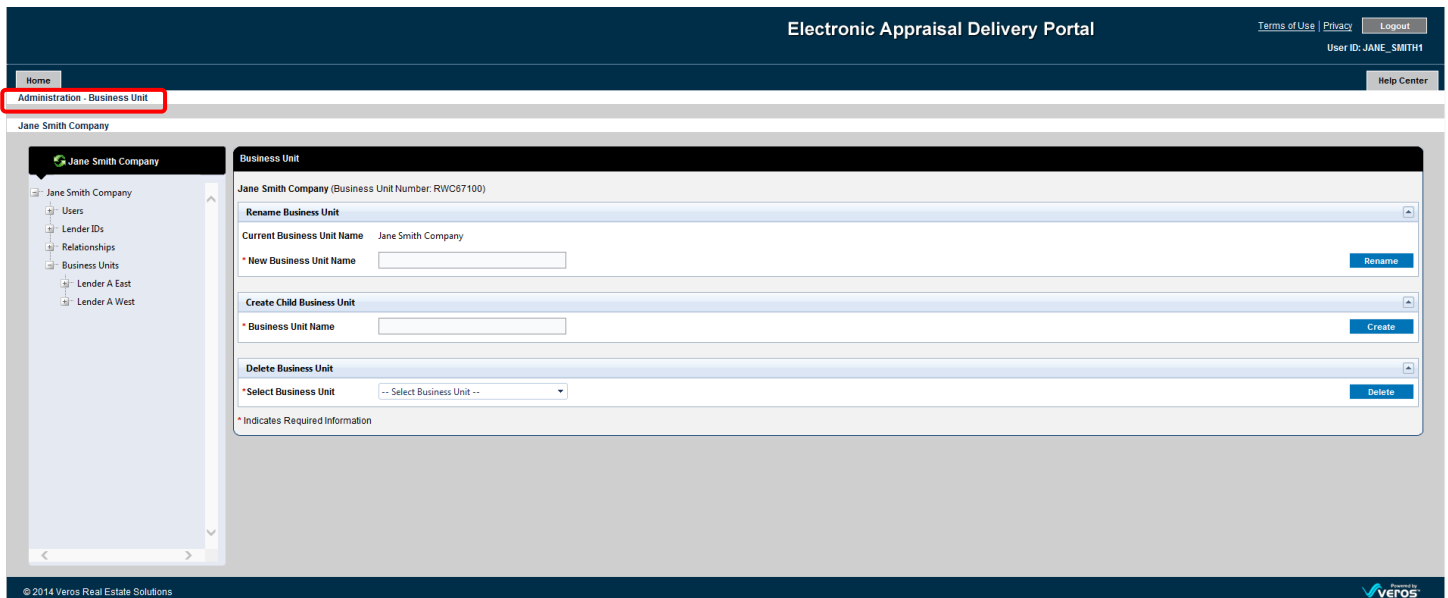 Electronic Appraisal Delivery Portal
Terms of Use | Privacy Logout
User ID: JANE_SMITH1
Home
Help Center
Administration - Business Unit
Jane Smith Company
Jane Smith Company
Jane Smith Company
Users
Lender IDs
Relationships
Business Units
Lender A East
Lender A West
Business Unit
Jane Smith Company (Business Unit Number: RWC67100)
Rename Business Unit
Current Business Unit Name Jane Smith Company
* New Business Unit Name Rename
Create Child Business Unit
* Business Unit Name Create
Delete Business Unit
*Select Business Unit -- Select Business Unit -- Delete
* Indicates Required Information
© 2014 Veros Real Estate Solutions
Powered by
veros